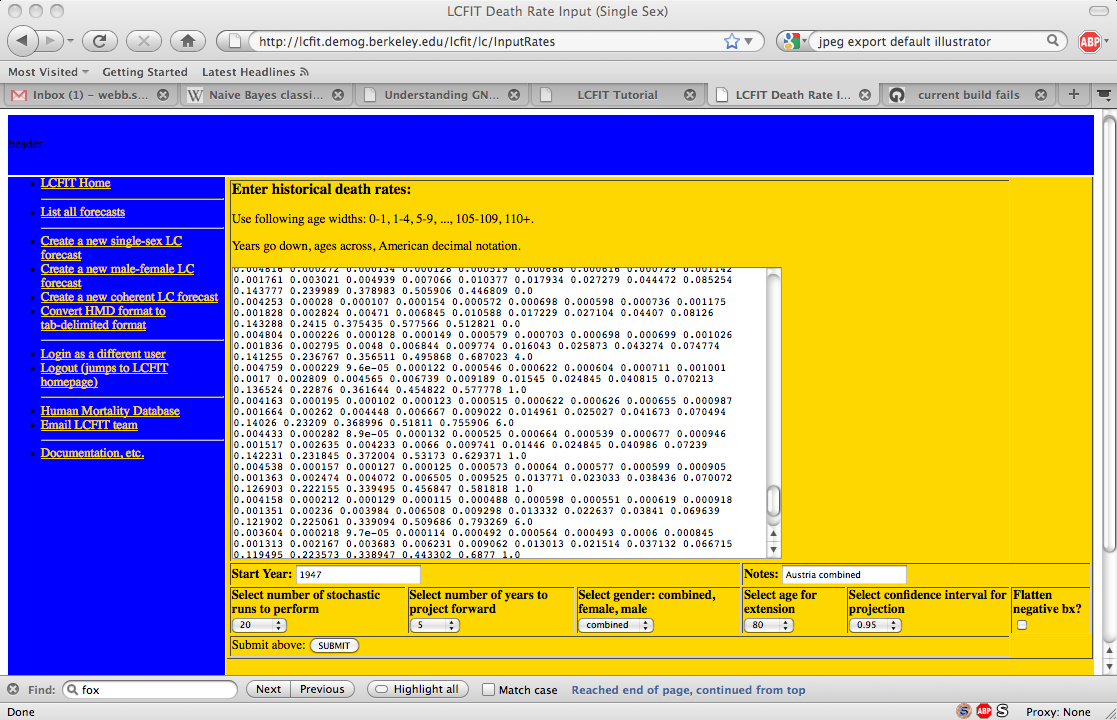 LCFIT Death Rate Input (Single Sex)
http://lcfit.demog.berkeley.edu/lcfit/lc/InputRates
jpeg export default illustrator
ABP
Most Visited
Getting Started
Latest Headlines
Inbox (1) – webb.s...
Naive Bayes classi...
Understanding GN...
LCFIT Tutorial
LCFIT Death Rate I...
current build fails
header
LCFIT Home
List all forecasts
Create a new single-sex LC
forecast
Create a new male-female LC
forecast
Create a new coherent LC forecast
Convert HMD format to
tab-delimited format
Login as a different user
Logout (jumps to LCFIT
homepage)
Human Mortality Database
Email LCFIT team
Documentation, etc.
Enter historical death rates:
Use following age widths: 0-1, 1-4, 5-9, ..., 105-109, 110+.
Years go down, ages across, American decimal notation.
0.004816 0.000272 0.000134 0.000128 0.000519 0.000688 0.000616 0.000729 0.001142
0.001761 0.003021 0.004939 0.007066 0.010377 0.017934 0.027279 0.044472 0.085254
0.143777 0.239989 0.378983 0.505906 0.446809 0.0
0.004253 0.00028 0.000107 0.000154 0.000572 0.000698 0.000598 0.000736 0.001175
0.001828 0.002824 0.00471 0.006845 0.010588 0.017229 0.027104 0.04407 0.08126
0.143288 0.2415 0.375435 0.577566 0.512821 0.0
0.004804 0.000226 0.000128 0.000149 0.000579 0.000703 0.000698 0.000699 0.001026
0.001836 0.002795 0.0048 0.006844 0.009774 0.016043 0.025873 0.043274 0.074774
0.141255 0.236767 0.356511 0.495868 0.687023 4.0
0.004759 0.000229 9.6e-05 0.000122 0.000546 0.000622 0.000604 0.000711 0.001001
0.0017 0.002809 0.004565 0.006739 0.009189 0.01545 0.024845 0.040815 0.070213
0.136524 0.22876 0.361644 0.454822 0.577778 1.0
0.004163 0.000195 0.000102 0.000123 0.000515 0.000622 0.000626 0.000655 0.000987
0.001664 0.00262 0.004448 0.006667 0.009022 0.014961 0.025027 0.041673 0.070494
0.14026 0.23209 0.368996 0.51811 0.755906 6.0
0.004433 0.000282 8.9e-05 0.000132 0.000525 0.000664 0.000539 0.000677 0.000946
0.001517 0.002635 0.004233 0.0066 0.009741 0.01446 0.024845 0.040986 0.07239
0.142231 0.231845 0.372004 0.53173 0.629371 1.0
0.004538 0.000157 0.000127 0.000125 0.000573 0.00064 0.000577 0.000599 0.000905
0.001363 0.002474 0.004072 0.006505 0.009525 0.013771 0.023033 0.038436 0.070072
0.126903 0.222155 0.339495 0.456847 0.581818 1.0
0.004158 0.000212 0.000129 0.000115 0.000488 0.000598 0.000551 0.000619 0.000918
0.001351 0.00236 0.003984 0.006508 0.009298 0.013332 0.022637 0.03841 0.069639
0.121902 0.225061 0.339094 0.509686 0.793269 6.0
0.003604 0.000218 9.7e-05 0.000114 0.000492 0.000564 0.000493 0.0006 0.000845
0.001313 0.002167 0.003683 0.006231 0.009062 0.013013 0.021514 0.037132 0.066715
0.119495 0.223573 0.338947 0.443302 0.6877 1.0
Start Year: 1947
Notes: Austria combined
Select number of stochastic
runs to perform
20
Select number of years to
project forward
5
Select gender: combined,
female, male
combined
Select age for
extension
80
Select confidence interval for
projection
0.95
Flatten
negative bx?
Submit above: SUBMIT
Find: fox
Next
Previous
Highlight all
Match case
Reached end of page, continued from top
Done
ABP
Proxy: None